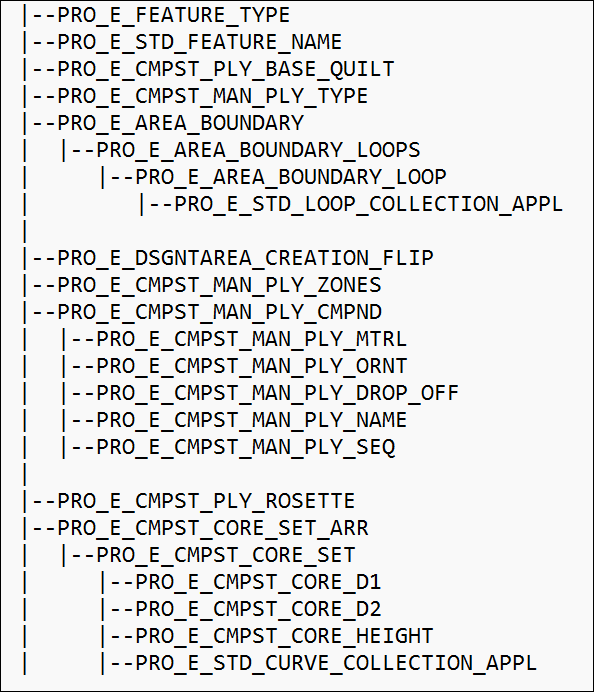 |--PRO_E_FEATURE_TYPE
|--PRO_E_STD_FEATURE_NAME
|--PRO_E_CMPST_PLY_BASE_QUILT
|--PRO_E_CMPST_MAN_PLY_TYPE
|--PRO_E_AREA_BOUNDARY
|  |--PRO_E_AREA_BOUNDARY_LOOPS
|     |--PRO_E_AREA_BOUNDARY_LOOP
|        |--PRO_E_STD_LOOP_COLLECTION_APPL
|
|--PRO_E_DSGNTAREA_CREATION_FLIP
|--PRO_E_CMPST_MAN_PLY_ZONES
|--PRO_E_CMPST_MAN_PLY_CMPND
|  |--PRO_E_CMPST_MAN_PLY_MTRL
|  |--PRO_E_CMPST_MAN_PLY_ORNT
|  |--PRO_E_CMPST_MAN_PLY_DROP_OFF
|  |--PRO_E_CMPST_MAN_PLY_NAME
|  |--PRO_E_CMPST_MAN_PLY_SEQ
|
|--PRO_E_CMPST_PLY_ROSETTE
|--PRO_E_CMPST_CORE_SET_ARR
|  |--PRO_E_CMPST_CORE_SET
|     |--PRO_E_CMPST_CORE_D1
|     |--PRO_E_CMPST_CORE_D2
|     |--PRO_E_CMPST_CORE_HEIGHT
|     |--PRO_E_STD_CURVE_COLLECTION_APPL